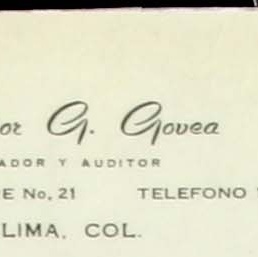 or G. Govea
ADOR Y AUDITOR
E No. 21 TELEFONO
LIMA, COL.